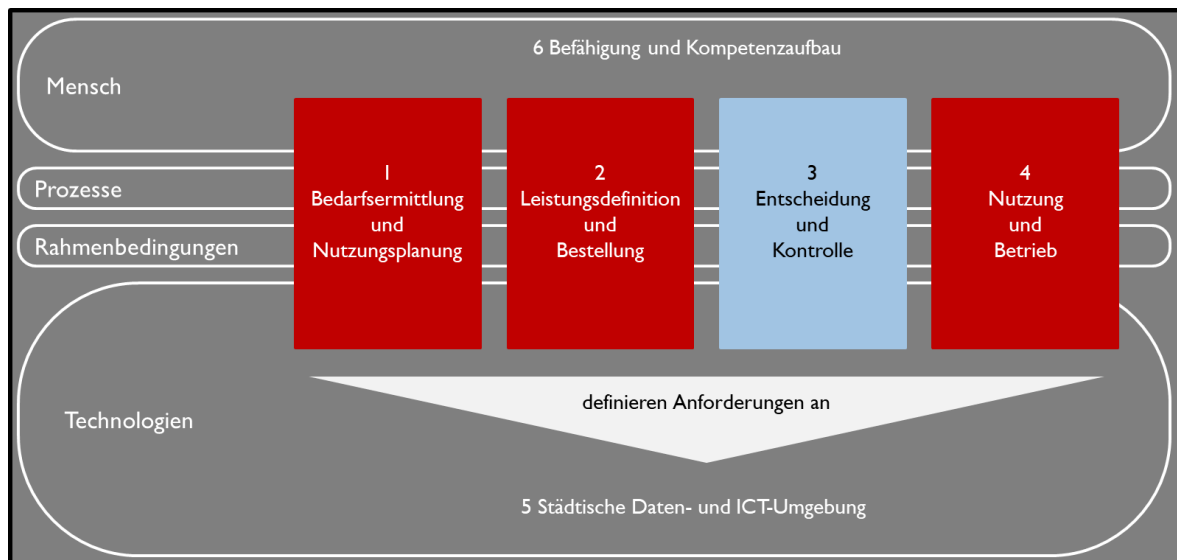 6 Befähigung und Kompetenzaufbau
Mensch
1
Bedarfsermittlung
und
Nutzungsplanung
2
Leistungsdefinition
und
Bestellung
3
Entscheidung
und
Kontrolle
4
Nutzung
und
Betrieb
Prozesse
Rahmenbedingungen
definieren Anforderungen an
Technologien
5 Städtische Daten- und ICT-Umgebung